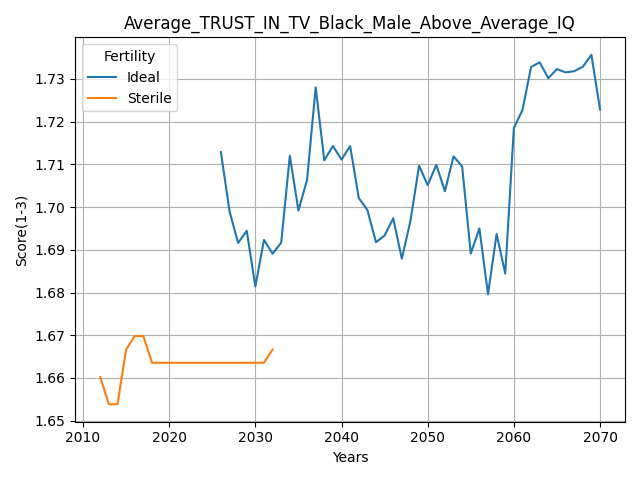 Average_TRUST_IN_TV_Black_Male_Above_Average_IQ
Fertility
Ideal
Sterile
Score(1-3)
1.73
1.72
1.71
1.70
1.69
1.68
1.67
1.66
1.65
2010 2020 2030 2040 2050 2060 2070
Years